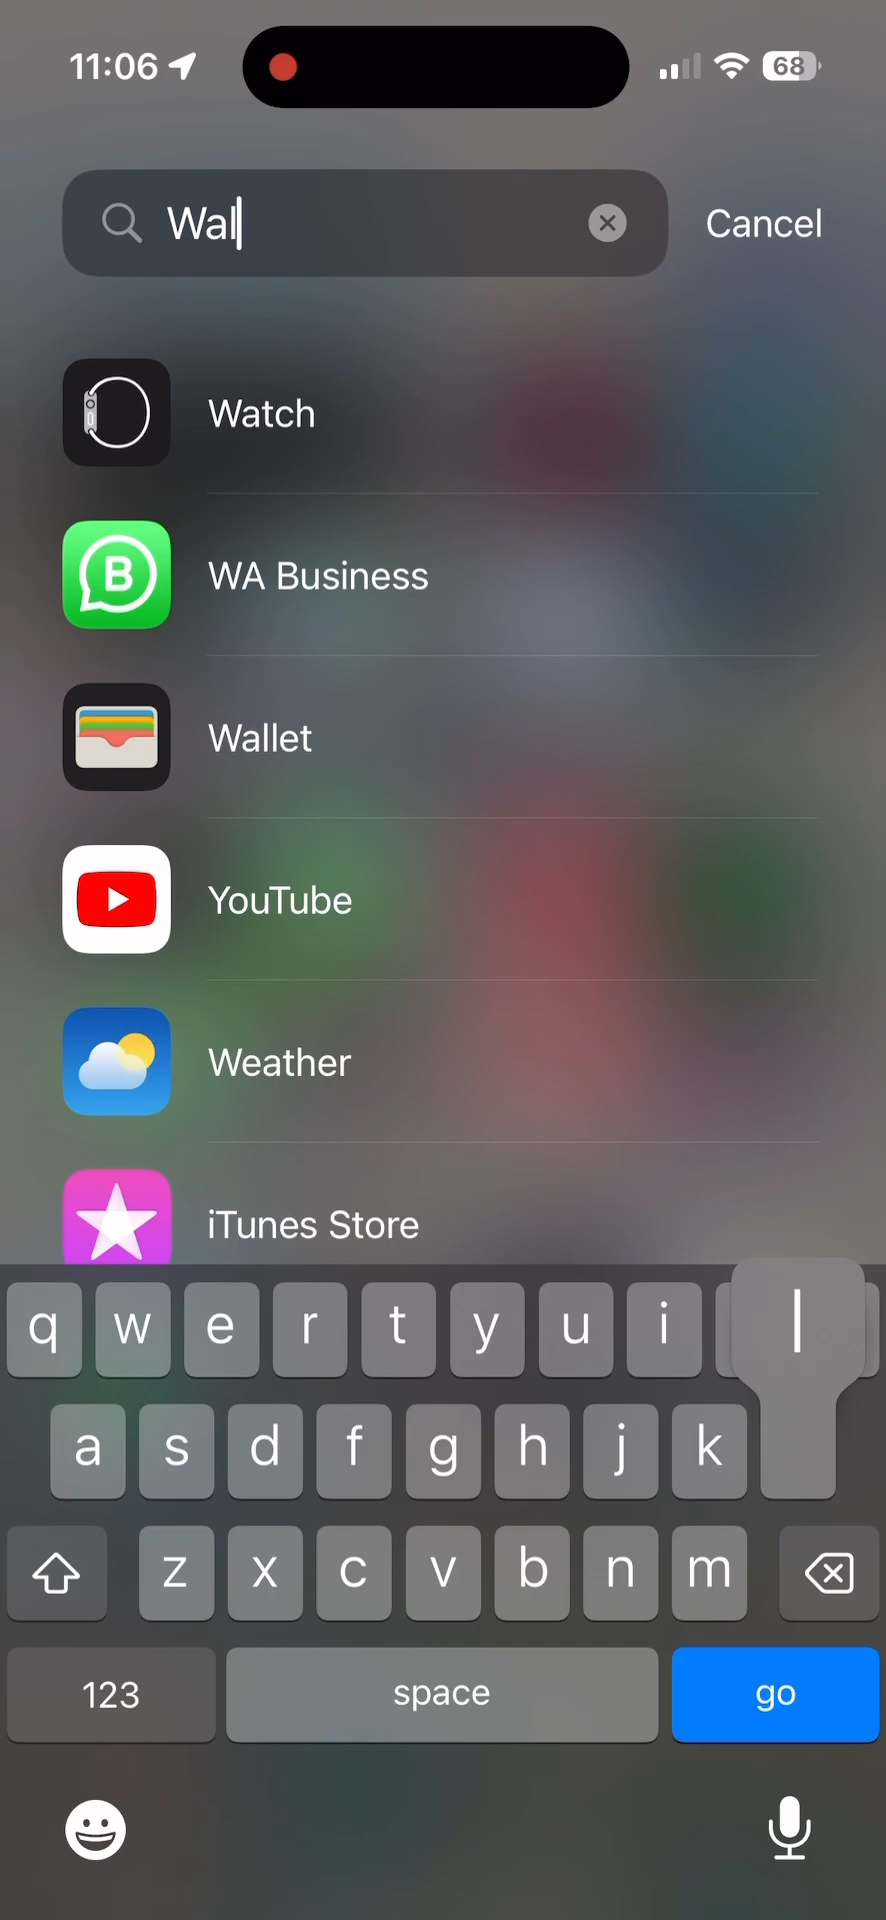 11:06
68
Wal
Cancel
Watch
B
WA Business
Wallet
YouTube
Weather
iTunes Store
q w e r t y u i l
a s d f g h j k
z x c v b n m
123 space go